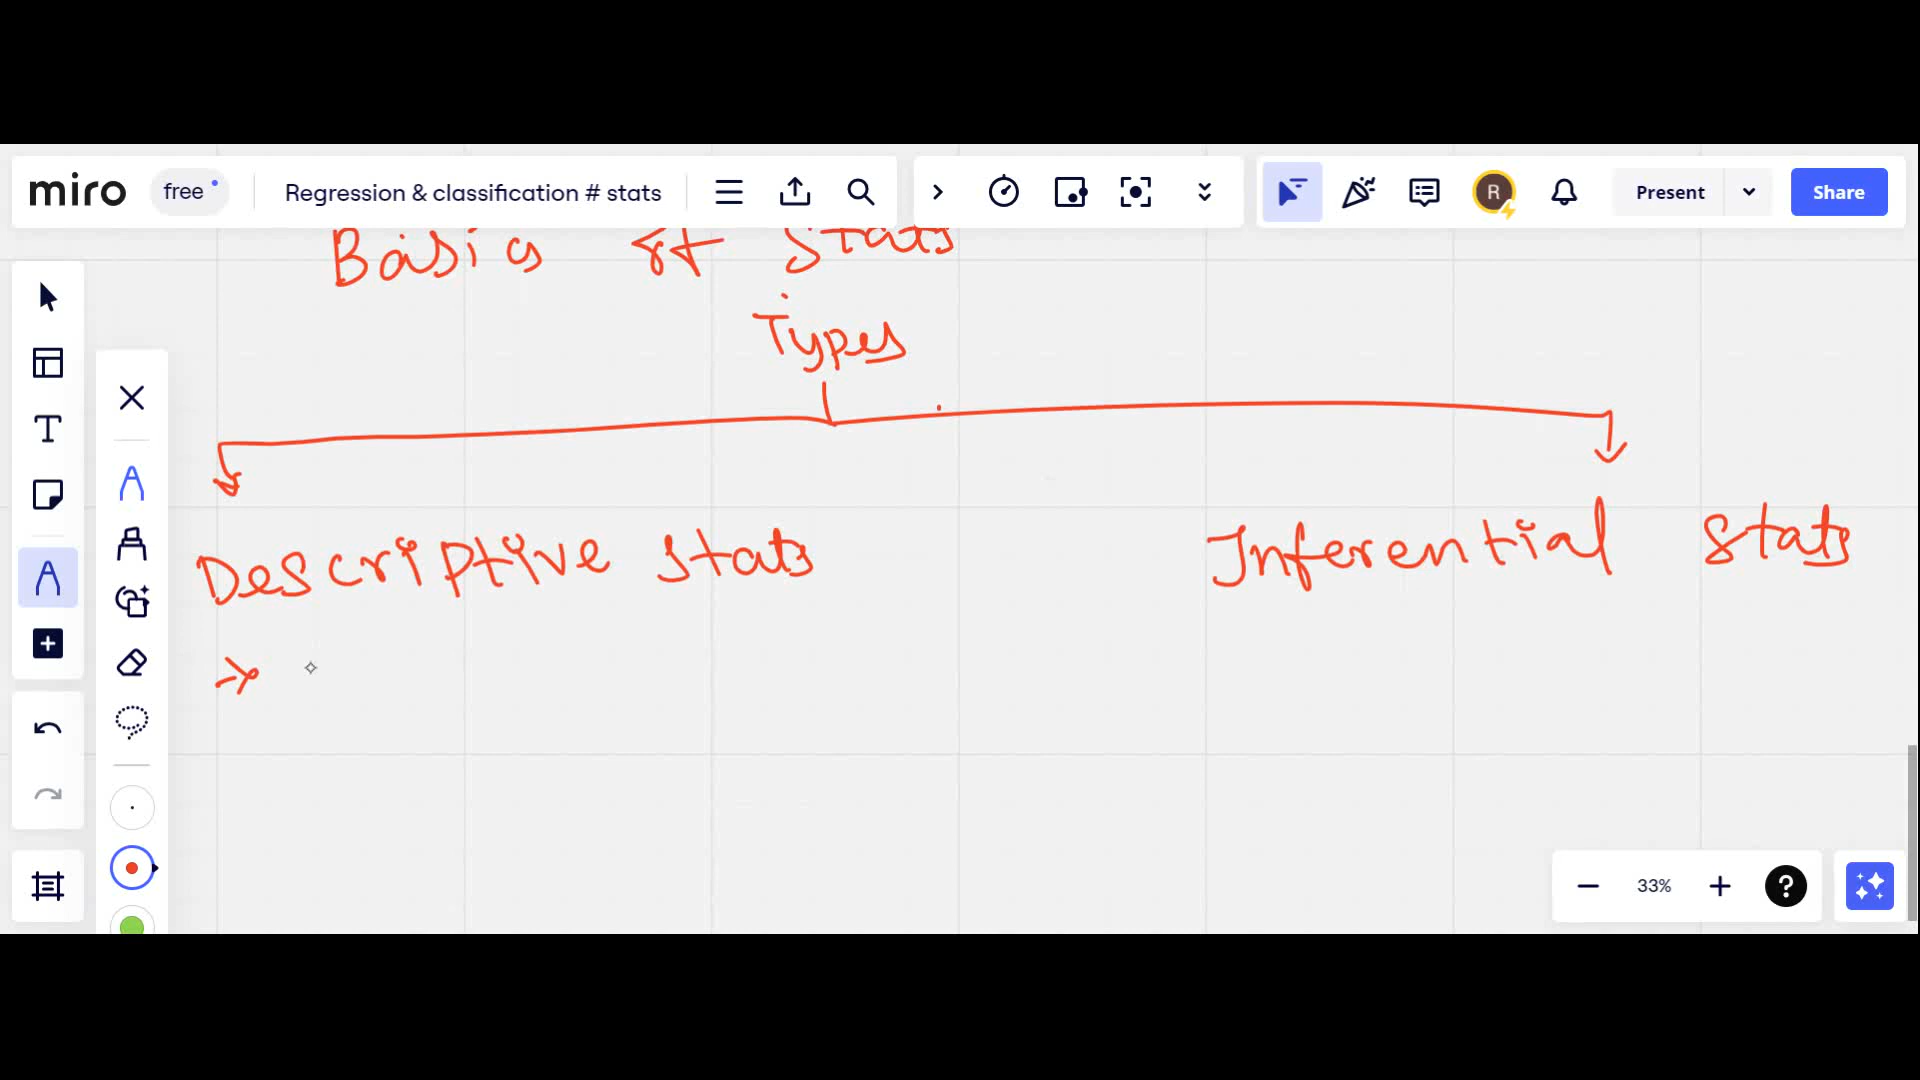 miro free Regression & classification # stats Present Share
Basics of Stats
Types
Descriptive Stats Inferential Stats
33%